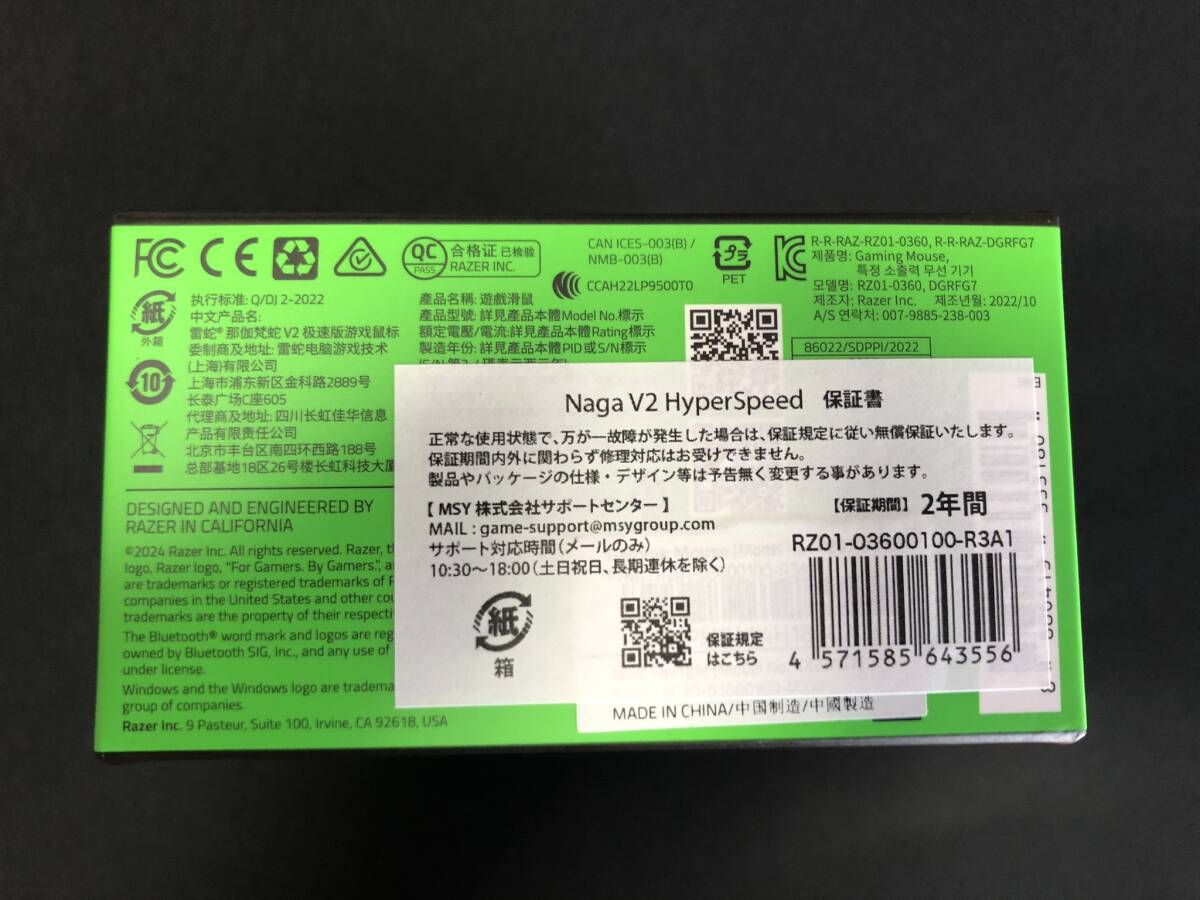 FC CE
QC
PASS
合格证 已检验
RAZER INC.
CAN ICES-003(B) /
NMB-003(B)
CCAH22LP9500T0
プラ
PET
R-R-RAZ-RZ01-0360, R-R-RAZ-DGRFG7
제품명: Gaming Mouse,
특정 소출력 무선 기기
모델명: RZ01-0360, DGRFG7
제조자: Razer Inc. 제조년월: 2022/10
A/S 연락처: 007-9885-238-003
86022/SDPPI/2022
紙
外箱
10
执行标准: Q/DJ 2-2022
中文产品名:
雷蛇® 那伽梵蛇 V2 极速版游戏鼠标
委制商及地址: 雷蛇电脑游戏技术
(上海)有限公司
上海市浦东新区金科路2889号
长泰广场C座605
代理商及地址: 四川长虹佳华信息
产品有限责任公司
北京市丰台区南四环西路188号
总部基地18区26号楼长虹科技大厦
產品名稱: 遊戲滑鼠
產品型號: 詳見產品本體Model No.標示
額定電壓/電流: 詳見產品本體Rating標示
製造年份: 詳見產品本體PID或S/N標示
DESIGNED AND ENGINEERED BY
RAZER IN CALIFORNIA
©2024 Razer Inc. All rights reserved. Razer,
logo, Razer logo, "For Gamers. By Gamers.",
are trademarks or registered trademarks of
companies in the United States and other
trademarks are the property of their
The Bluetooth® word mark and logos are
owned by Bluetooth SIG, Inc., and any use of
under license.
Windows and the Windows logo are
group of companies.
Razer Inc. 9 Pasteur, Suite 100, Irvine, CA 92618, USA
Naga V2 HyperSpeed 保証書
正常な使用状態で、万が一故障が発生した場合は、保証規定に従い無償保証いたします。
保証期間内外に関わらず修理対応はお受けできません。
製品やパッケージの仕様・デザイン等は予告無く変更する事があります。
【 MSY 株式会社サポートセンター 】
MAIL : game-support@msygroup.com
サポート対応時間(メールのみ)
10:30～18:00(土日祝日、長期連休を除く)
【保証期間】 2年間
RZ01-03600100-R3A1
紙
箱
保証規定
はこちら
4 571585 643556
MADE IN CHINA/中国制造/中國製造